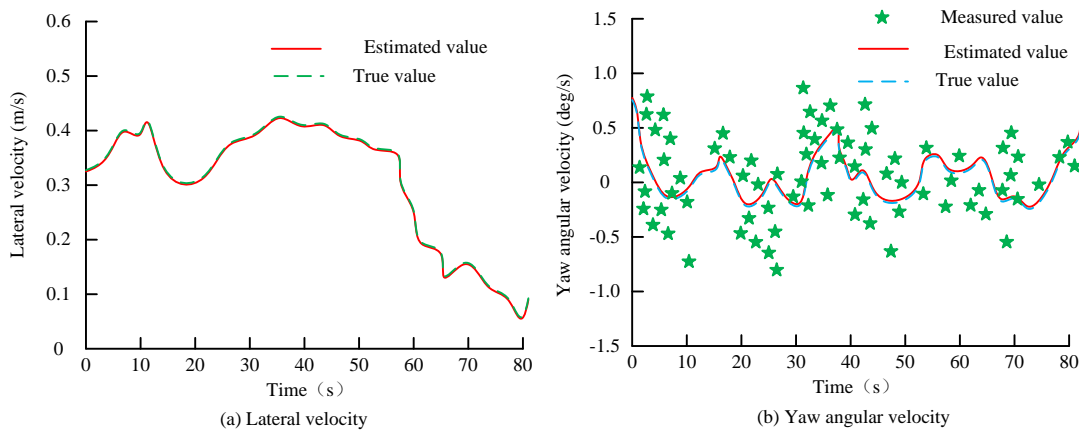 0.6
0.5
0.4
0.3
0.2
0.1
0
Lateral velocity (m/s)
Estimated value
True value
0 10 20 30 40 50 60 70 80
Time（s）
(a) Lateral velocity
1.5
1.0
0.5
0
-0.5
-1.0
-1.5
Yaw angular velocity (deg/s)
Measured value
Estimated value
True value
0 10 20 30 40 50 60 70 80
Time（s）
(b) Yaw angular velocity